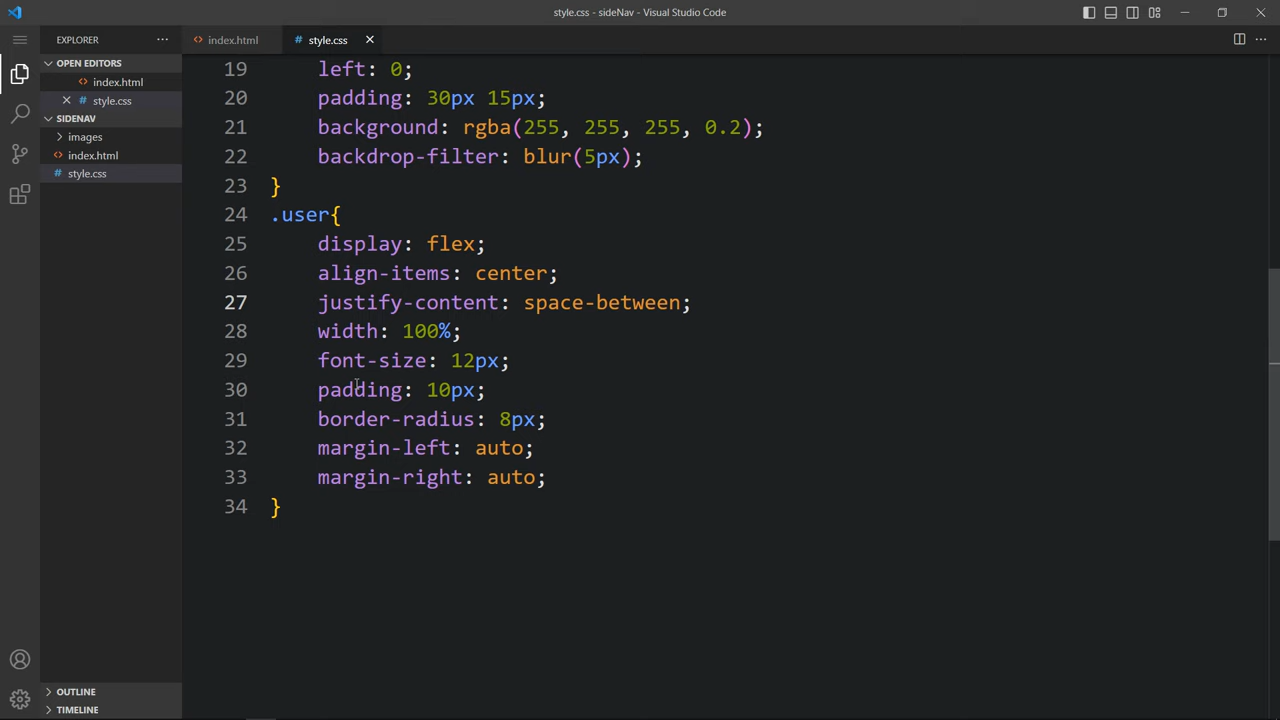 style.css - sideNav - Visual Studio Code
EXPLORER
index.html
style.css
OPEN EDITORS
index.html
# style.css
SIDENAV
images
index.html
# style.css
OUTLINE
TIMELINE
19 left: 0;
20 padding: 30px 15px;
21 background: rgba(255, 255, 255, 0.2);
22 backdrop-filter: blur(5px);
23 }
24 .user{
25 display: flex;
26 align-items: center;
27 justify-content: space-between;
28 width: 100%;
29 font-size: 12px;
30 padding: 10px;
31 border-radius: 8px;
32 margin-left: auto;
33 margin-right: auto;
34 }